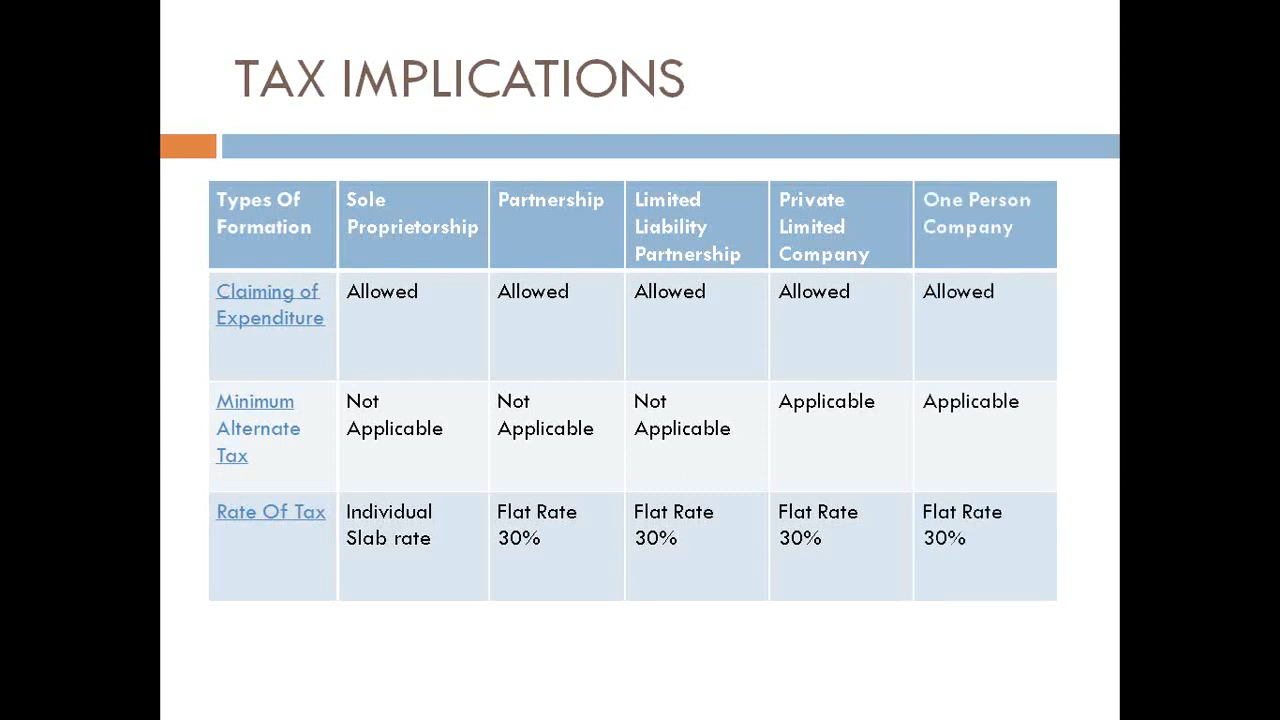 TAX IMPLICATIONS
Types Of
Formation
Sole
Proprietorship
Partnership
Limited
Liability
Partnership
Private
Limited
Company
One Person
Company
Claiming of
Expenditure
Allowed
Allowed
Allowed
Allowed
Allowed
Minimum
Alternate
Tax
Not
Applicable
Not
Applicable
Not
Applicable
Applicable
Applicable
Rate Of Tax
Individual
Slab rate
Flat Rate
30%
Flat Rate
30%
Flat Rate
30%
Flat Rate
30%